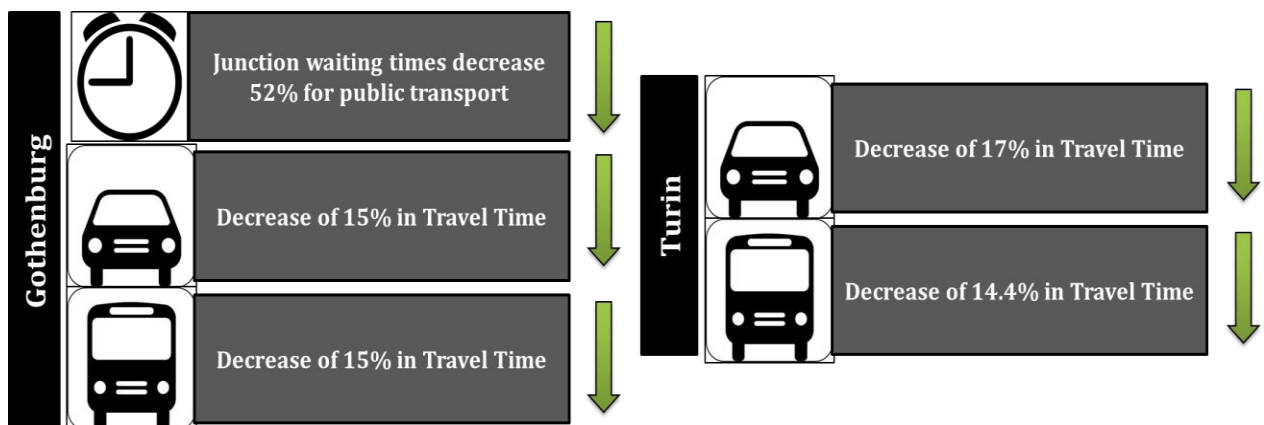 Gothenburg
Junction waiting times decrease
52% for public transport
Decrease of 15% in Travel Time
Decrease of 15% in Travel Time
Turin
Decrease of 17% in Travel Time
Decrease of 14.4% in Travel Time